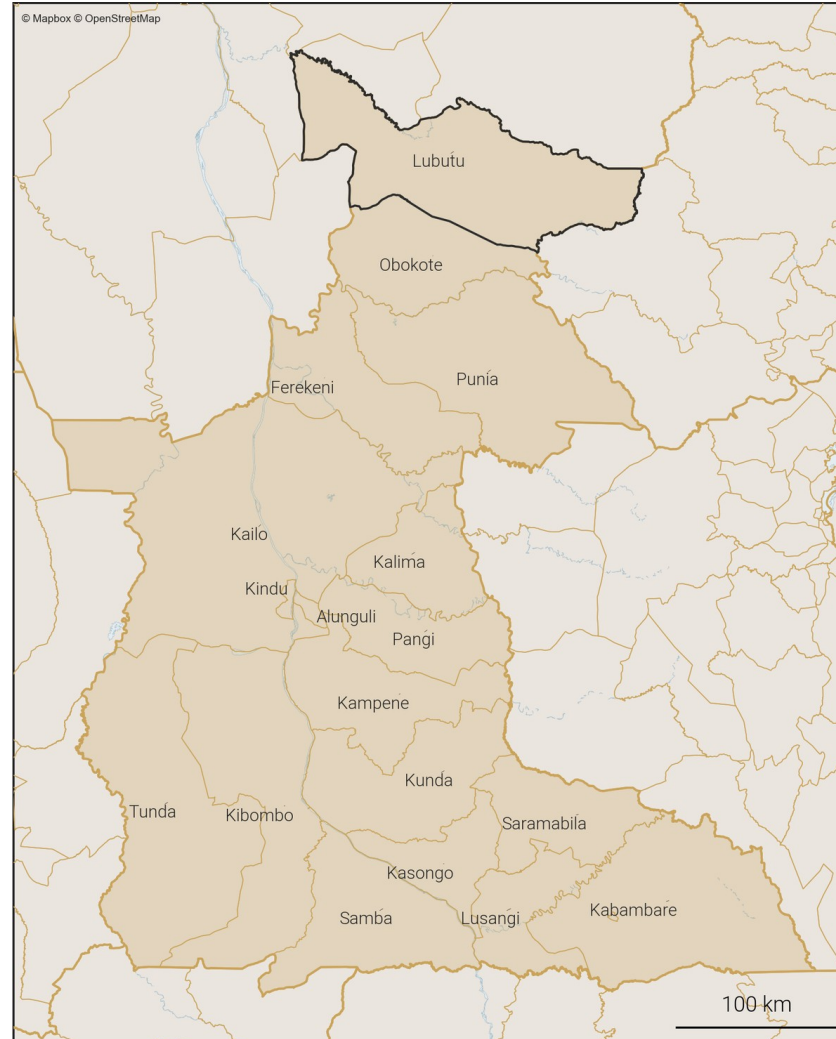 © Mapbox © OpenStreetMap
Lubutu
Obokote
Punia
Ferekeni
Kailo
Kalima
Kindu
Alunguli
Pangi
Kampene
Kunda
Tunda
Kibombo
Saramabila
Kasongo
Samba
Lusangi
Kabambare
100 km